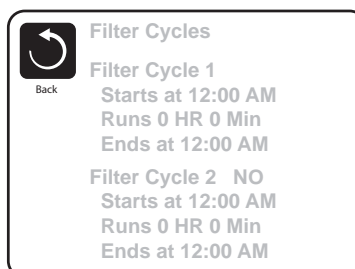 Filter Cycles
Back
Filter Cycle 1
Starts at 12:00 AM
Runs 0 HR 0 Min
Ends at 12:00 AM
Filter Cycle 2 NO
Starts at 12:00 AM
Runs 0 HR 0 Min
Ends at 12:00 AM